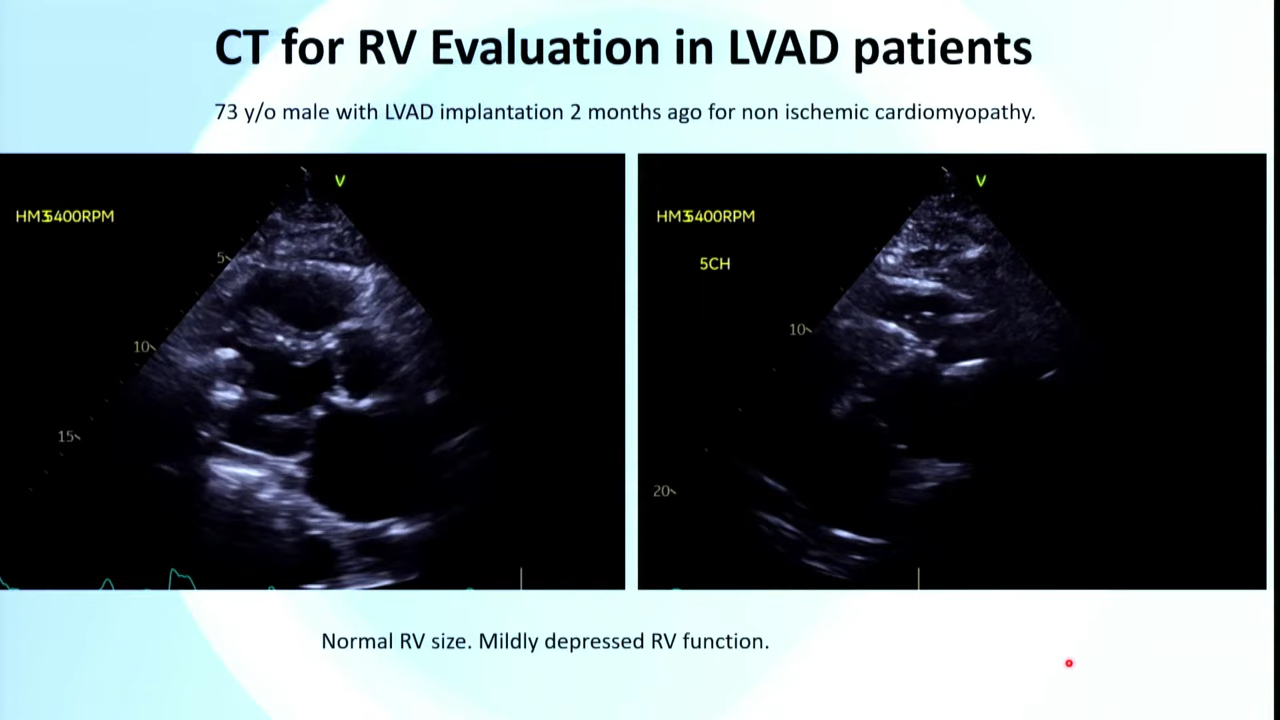 CT for RV Evaluation in LVAD patients
73 y/o male with LVAD implantation 2 months ago for non ischemic cardiomyopathy.
V
HM3 5400RPM
5
10
15
V
HM3 5400RPM
5CH
10
20
Normal RV size. Mildly depressed RV function.